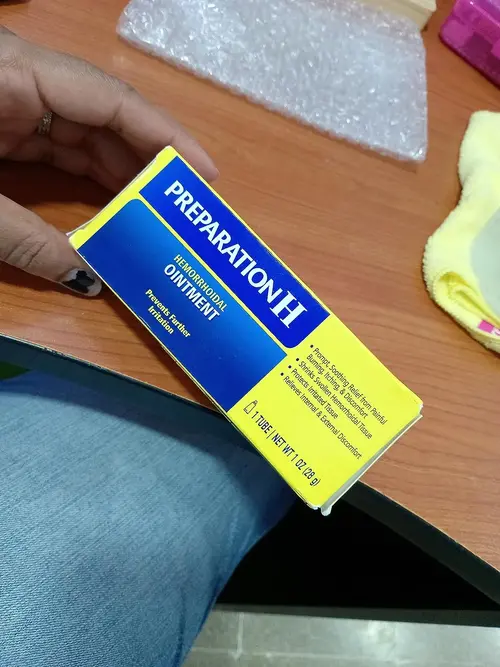 PREPARATION H
HEMORRHOIDAL
OINTMENT
Prevents Further
Irritation
• Prompt, Soothing Relief from Painful
Burning, Itching, & Discomfort
• Shrinks Swollen Hemorrhoidal Tissue
• Protects Irritated Tissue
• Relieves Internal & External Discomfort
1 TUBE | NET WT 1 OZ (28 g)